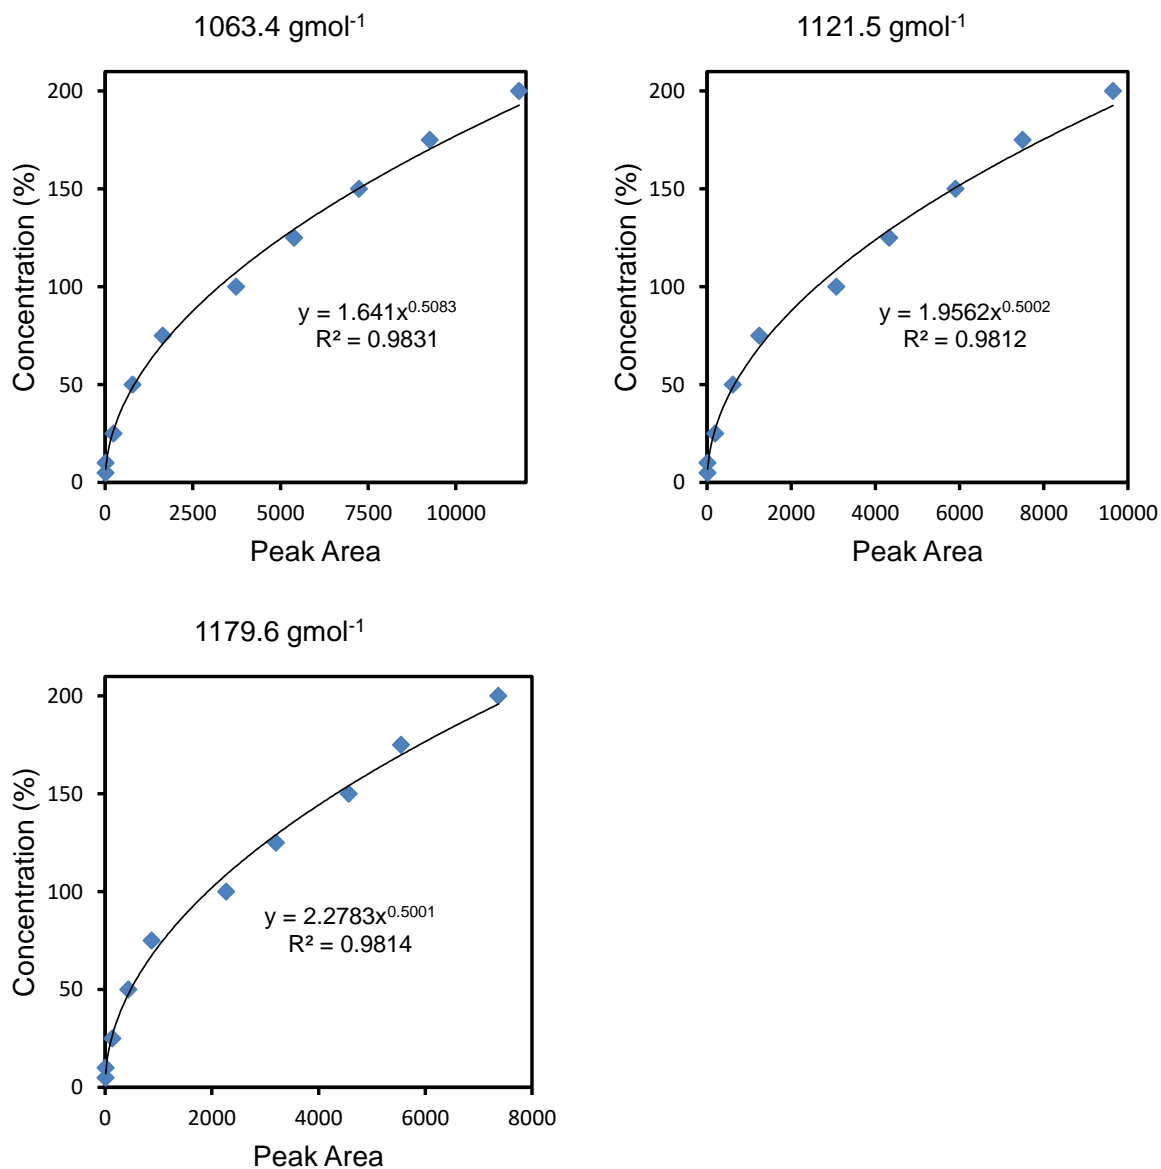 1063.4 gmol⁻¹
Concentration (%)
200
150
100
50
0
y = 1.641x⁰·⁵⁰⁸³
R² = 0.9831
0 2500 5000 7500 10000
Peak Area
1121.5 gmol⁻¹
Concentration (%)
200
150
100
50
0
y = 1.9562x⁰·⁵⁰⁰²
R² = 0.9812
0 2000 4000 6000 8000 10000
Peak Area
1179.6 gmol⁻¹
Concentration (%)
200
150
100
50
0
y = 2.2783x⁰·⁵⁰⁰¹
R² = 0.9814
0 2000 4000 6000 8000
Peak Area